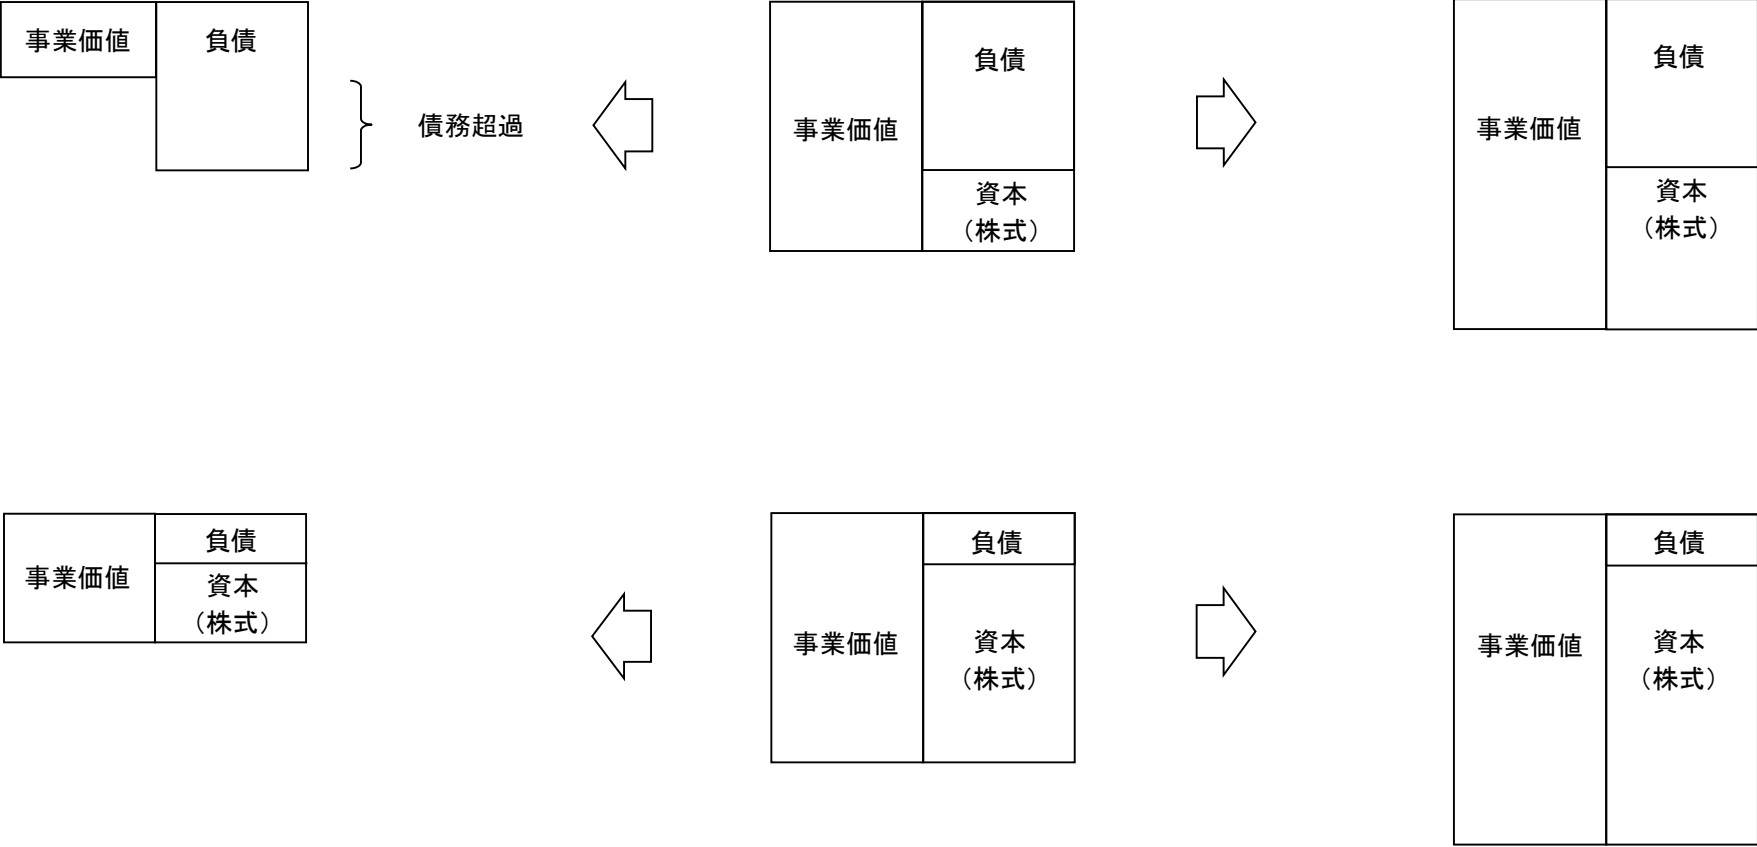 事業価値
負債
債務超過
事業価値
負債
資本
（株式）
事業価値
負債
資本
（株式）
事業価値
負債
資本
（株式）
事業価値
負債
資本
（株式）
事業価値
負債
資本
（株式）